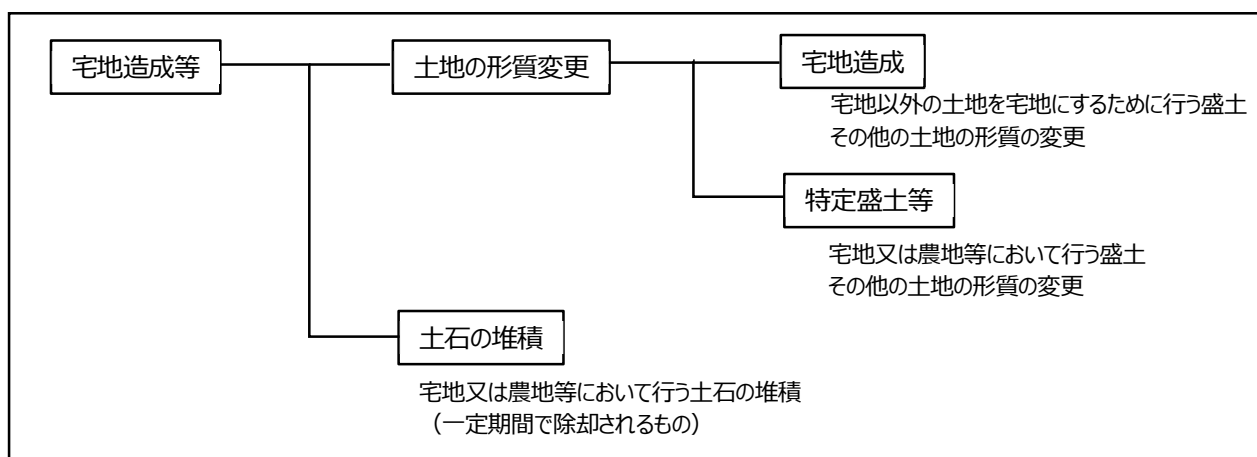 宅地造成等
土地の形質変更
宅地造成
宅地以外の土地を宅地にするために行う盛土
その他の土地の形質の変更
特定盛土等
宅地又は農地等において行う盛土
その他の土地の形質の変更
土石の堆積
宅地又は農地等において行う土石の堆積
（一定期間で除却されるもの）